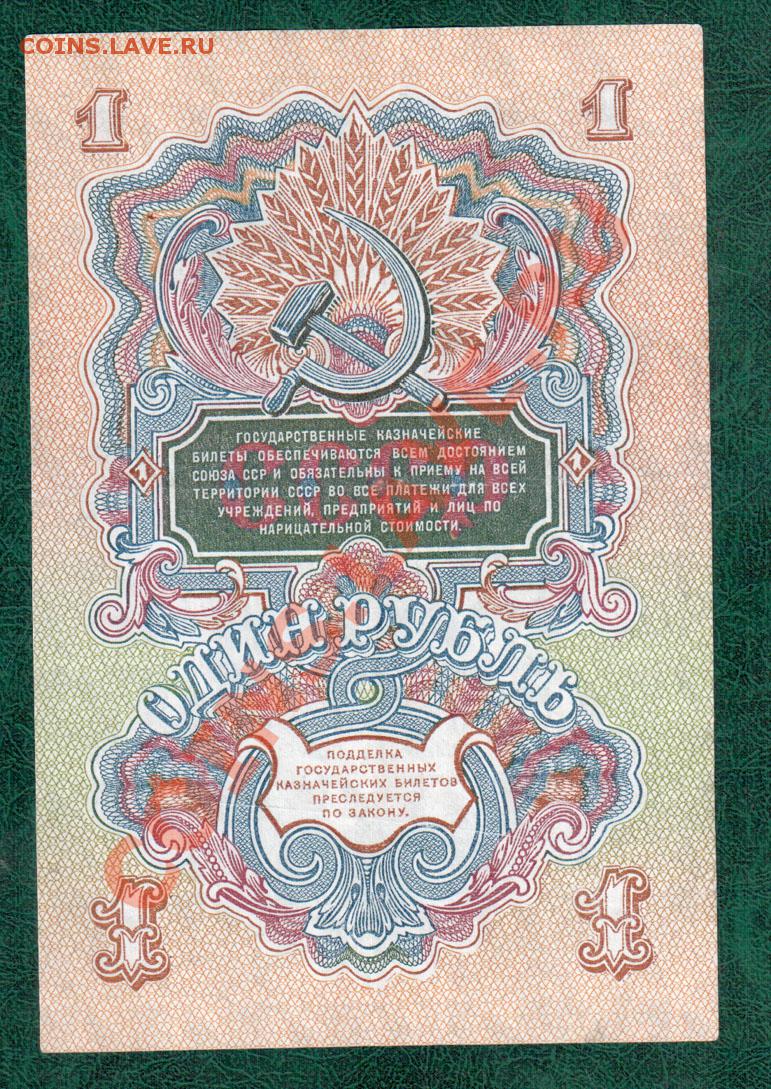 COINS.LAVE.RU
1 1
ГОСУДАРСТВЕННЫЕ КАЗНАЧЕЙСКИЕ
БИЛЕТЫ ОБЕСПЕЧИВАЮТСЯ ВСЕМ ДОСТОЯНИЕМ
СОЮЗА ССР И ОБЯЗАТЕЛЬНЫ К ПРИЕМУ НА ВСЕЙ
1 1
ТЕРРИТОРИИ СССР ВО ВСЕ ПЛАТЕЖИ ДЛЯ ВСЕХ
УЧРЕЖДЕНИЙ, ПРЕДПРИЯТИЙ И ЛИЦ ПО
НАРИЦАТЕЛЬНОЙ СТОИМОСТИ.
ОДИН РУБЛЬ
ПОДДЕЛКА
ГОСУДАРСТВЕННЫХ
КАЗНАЧЕЙСКИХ БИЛЕТОВ
ПРЕСЛЕДУЕТСЯ
ПО ЗАКОНУ.
1 1